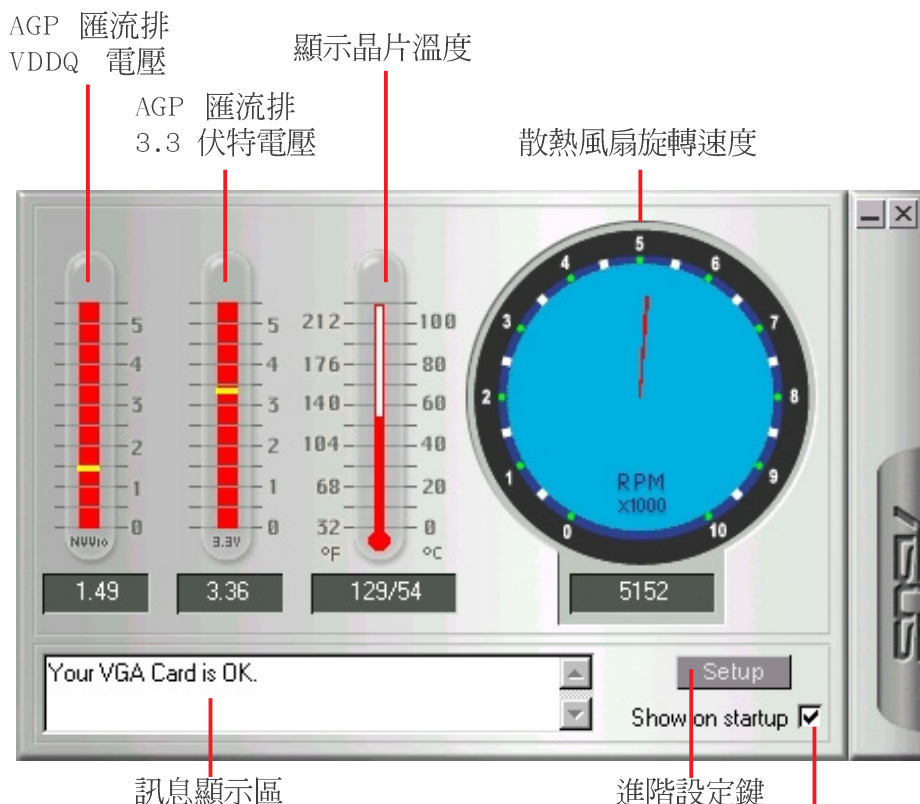 AGP 匯流排
VDDQ 電壓
顯示晶片溫度
AGP 匯流排
3.3 伏特電壓
散熱風扇旋轉速度
5
4
3
2
1
0
NVVIO
5
4
3
2
1
0
3.3V
212
176
140
104
68
32
°F
100
80
60
40
20
0
°C
0
1
2
3
4
5
6
7
8
9
10
RPM
x1000
1.49
3.36
129/54
5152
Your VGA Card is OK.
Setup
Show on startup
ASUS
訊息顯示區
進階設定鍵